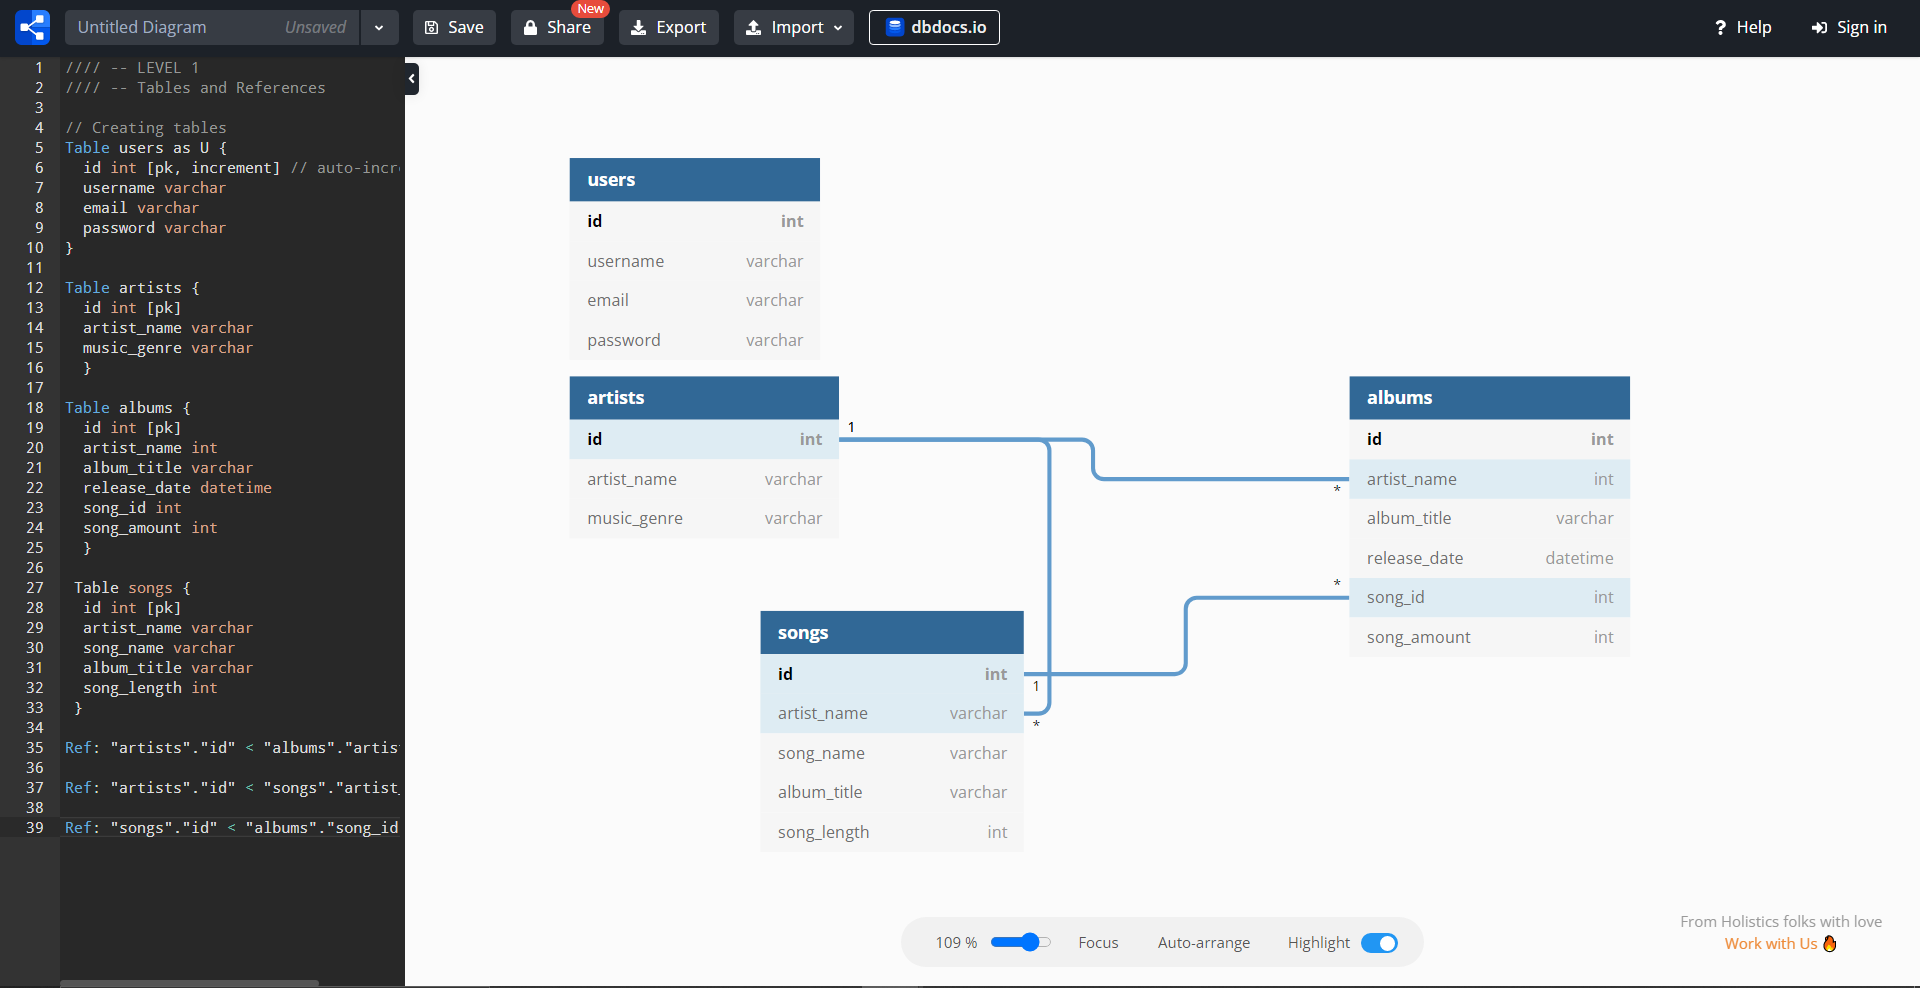 Untitled Diagram Unsaved Save Share New Export Import dbdocs.io Help Sign in
1 //// -- LEVEL 1
2 //// -- Tables and References
3
4 // Creating tables
5 Table users as U {
6 id int [pk, increment] // auto-incr
7 username varchar
8 email varchar
9 password varchar
10 }
11
12 Table artists {
13 id int [pk]
14 artist_name varchar
15 music_genre varchar
16 }
17
18 Table albums {
19 id int [pk]
20 artist_name int
21 album_title varchar
22 release_date datetime
23 song_id int
24 song_amount int
25 }
26
27 Table songs {
28 id int [pk]
29 artist_name varchar
30 song_name varchar
31 album_title varchar
32 song_length int
33 }
34
35 Ref: "artists"."id" < "albums"."artis
36
37 Ref: "artists"."id" < "songs"."artist_
38
39 Ref: "songs"."id" < "albums"."song_id
users
id int
username varchar
email varchar
password varchar
artists
id int
artist_name varchar
music_genre varchar
1
*
albums
id int
artist_name int
album_title varchar
release_date datetime
song_id int
song_amount int
*
songs
id int
artist_name varchar
song_name varchar
album_title varchar
song_length int
1
*
109 % Focus Auto-arrange Highlight
From Holistics folks with love
Work with Us